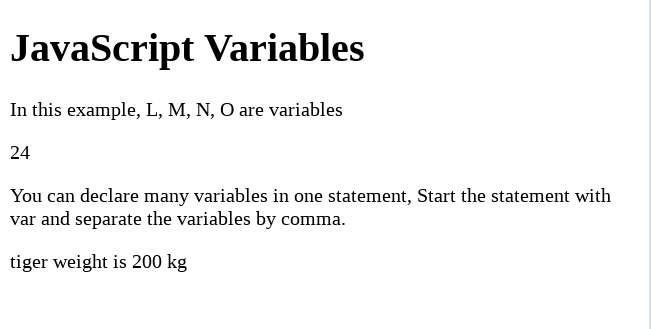 JavaScript Variables
In this example, L, M, N, O are variables
24
You can declare many variables in one statement, Start the statement with
var and separate the variables by comma.
tiger weight is 200 kg